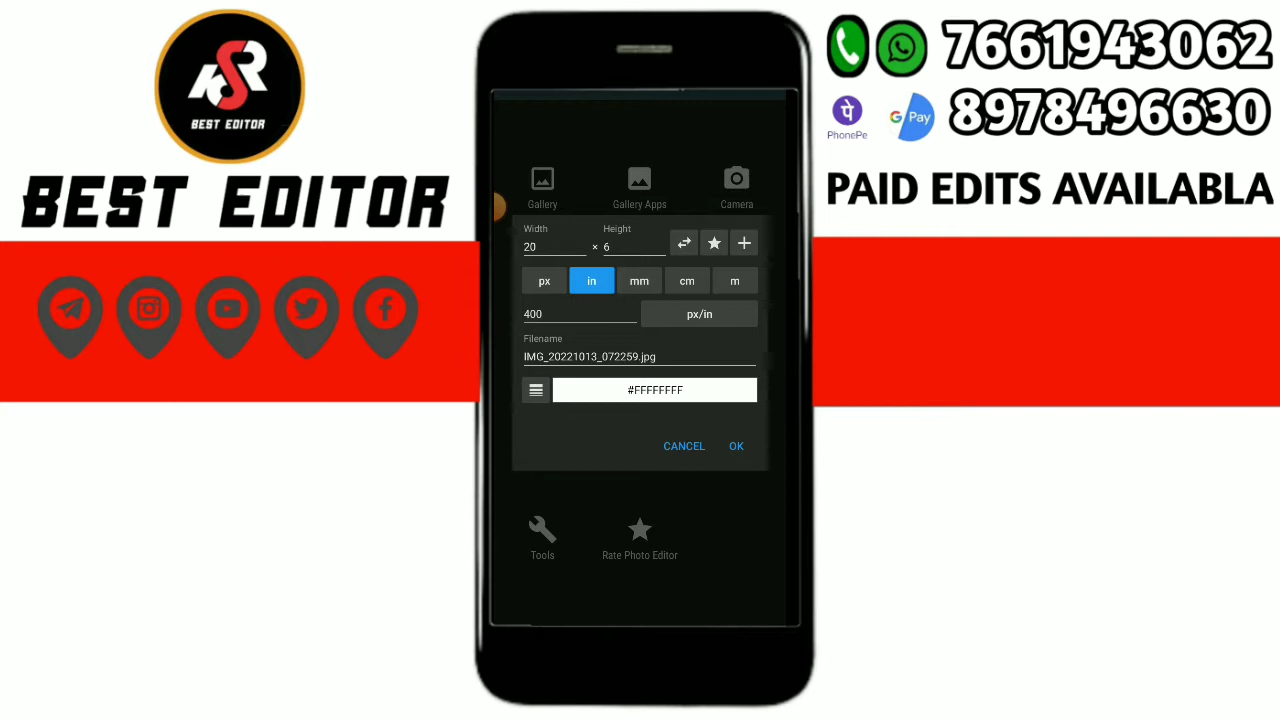 KSR
BEST EDITOR
BEST EDITOR
7661943062
8978496630
पे
PhonePe
G Pay
PAID EDITS AVAILABLA
Gallery
Gallery Apps
Camera
Width
Height
20 × 6
px in mm cm m
400 px/in
Filename
IMG_20221013_072259.jpg
#FFFFFFFF
CANCEL OK
Tools
Rate Photo Editor